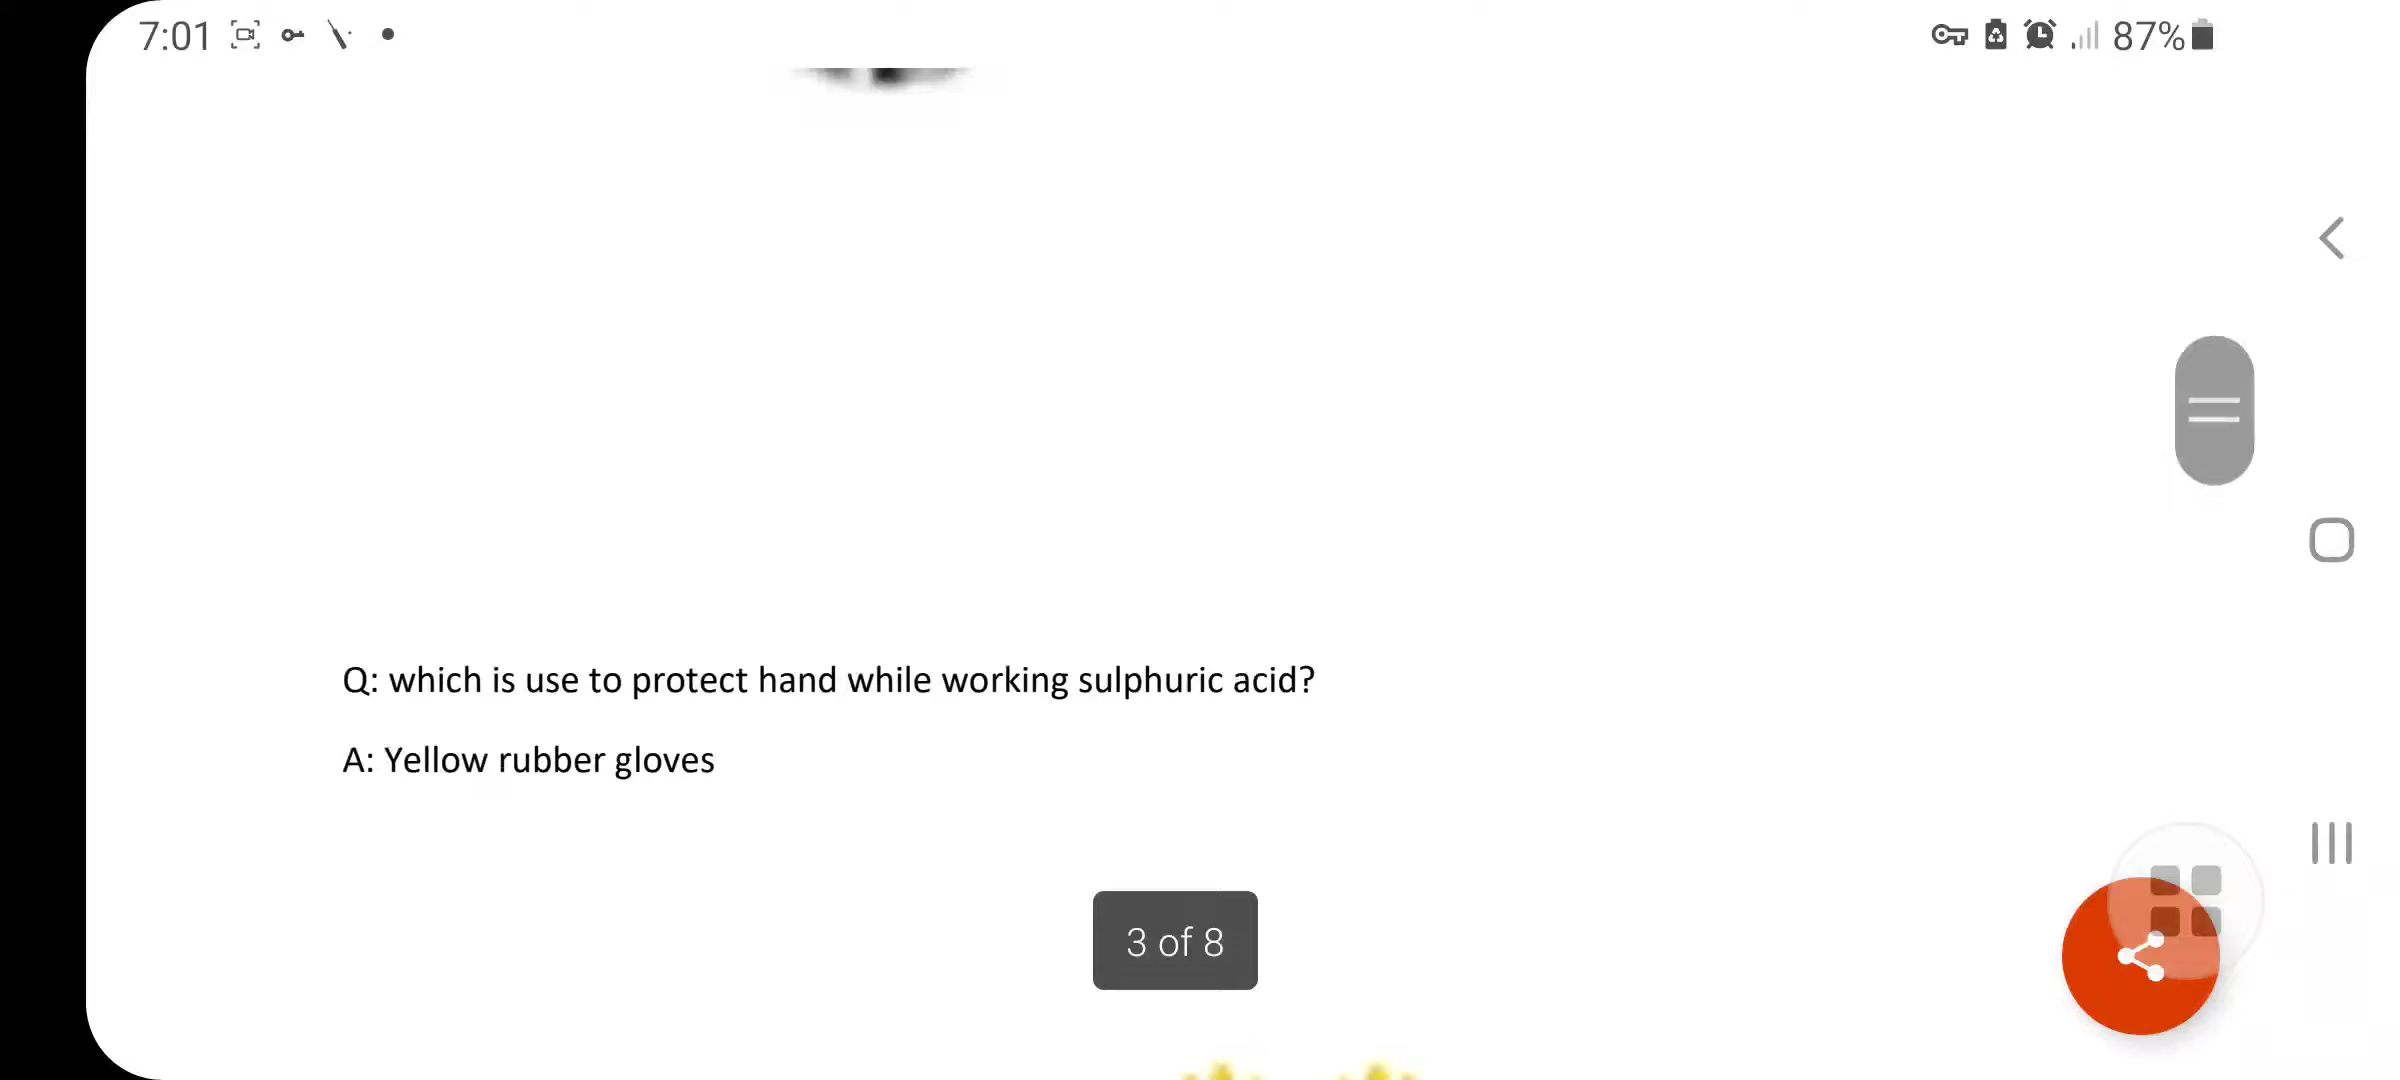 7:01
87%
Q: which is use to protect hand while working sulphuric acid?
A: Yellow rubber gloves
3 of 8